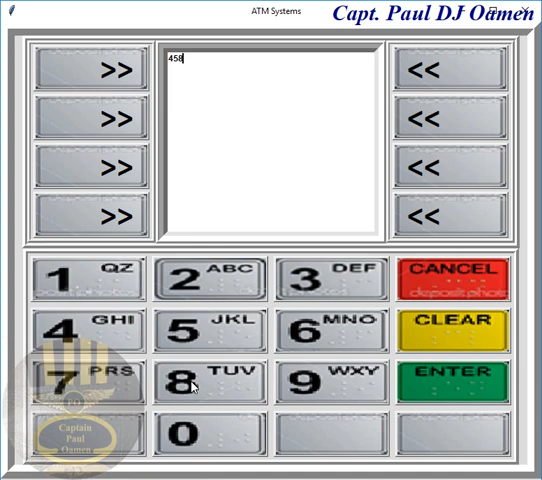 ATM Systems
Capt. Paul DJ Oamen
458
>> <<
>> <<
>> <<
>> <<
1 QZ 2 ABC 3 DEF CANCEL
depositphotos
4 GHI 5 JKL 6 MNO CLEAR
7 PRS 8 TUV 9 WXY ENTER
0
Captain
Paul
Oamen